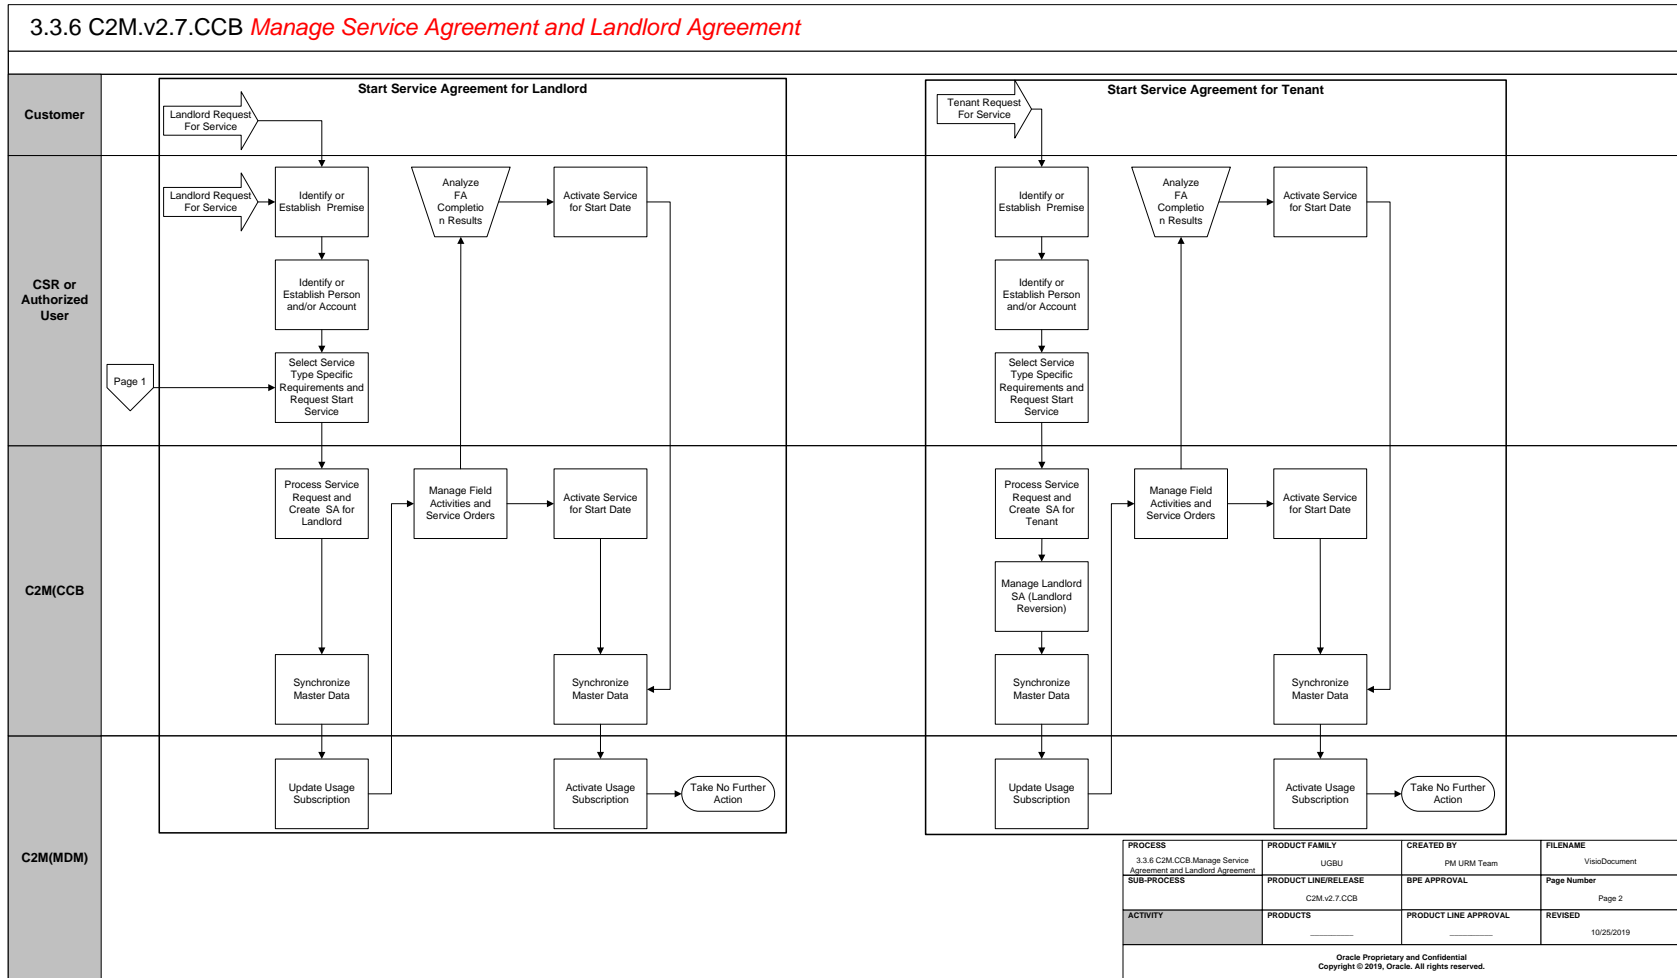 3.3.6 C2M.v2.7.CCB Manage Service Agreement and Landlord Agreement
Customer
CSR or
Authorized
User
C2M(CCB
C2M(MDM)
Start Service Agreement for Landlord
Landlord Request
For Service
Landlord Request
For Service
Identify or
Establish Premise
Identify or
Establish Person
and/or Account
Page 1
Select Service
Type Specific
Requirements and
Request Start
Service
Analyze
FA
Completio
n Results
Activate Service
for Start Date
Process Service
Request and
Create SA for
Landlord
Manage Field
Activities and
Service Orders
Activate Service
for Start Date
Synchronize
Master Data
Synchronize
Master Data
Update Usage
Subscription
Activate Usage
Subscription
Take No Further
Action
Start Service Agreement for Tenant
Tenant Request
For Service
Identify or
Establish Premise
Identify or
Establish Person
and/or Account
Select Service
Type Specific
Requirements and
Request Start
Service
Analyze
FA
Completio
n Results
Activate Service
for Start Date
Process Service
Request and
Create SA for
Tenant
Manage Field
Activities and
Service Orders
Activate Service
for Start Date
Manage Landlord
SA (Landlord
Reversion)
Synchronize
Master Data
Synchronize
Master Data
Update Usage
Subscription
Activate Usage
Subscription
Take No Further
Action
PROCESS
3.3.6 C2M.CCB.Manage Service
Agreement and Landlord Agreement
PRODUCT FAMILY
UGBU
CREATED BY
PM URM Team
FILENAME
VisioDocument
SUB-PROCESS
PRODUCT LINE/RELEASE
C2M.v2.7.CCB
BPE APPROVAL
Page Number
Page 2
ACTIVITY
PRODUCTS
PRODUCT LINE APPROVAL
REVISED
10/25/2019
Oracle Proprietary and Confidential
Copyright © 2019, Oracle. All rights reserved.